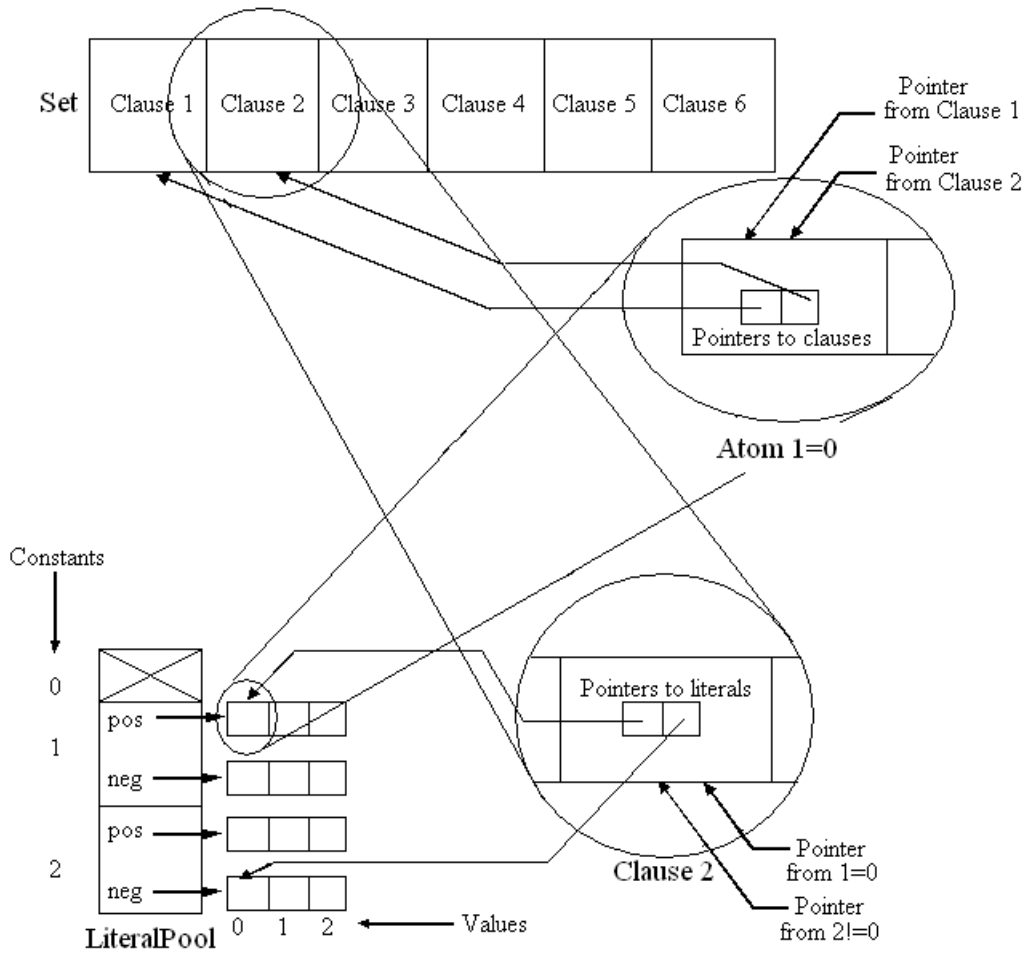 Set
Clause 1
Clause 2
Clause 3
Clause 4
Clause 5
Clause 6
Pointer
from Clause 1
Pointer
from Clause 2
Pointers to clauses
Atom 1=0
Constants
0
1
2
pos
neg
pos
neg
LiteralPool
0 1 2
Values
Pointers to literals
Clause 2
Pointer
from 1=0
Pointer
from 2!=0